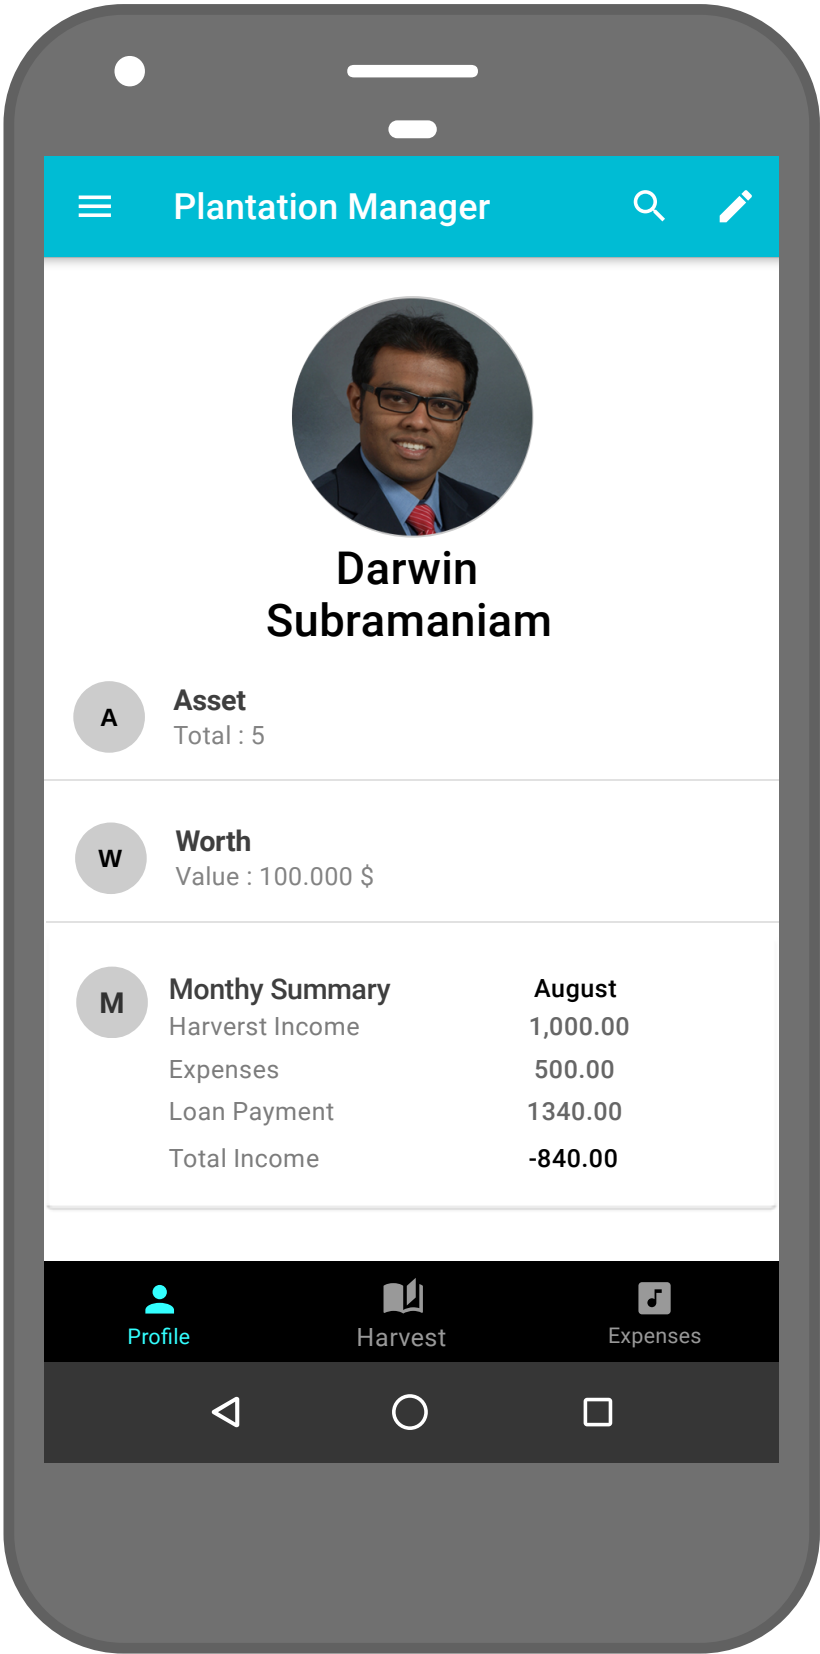 Plantation Manager
Darwin
Subramaniam
A
Asset
Total : 5
W
Worth
Value : 100.000 $
M
Monthy Summary August
Harverst Income 1,000.00
Expenses 500.00
Loan Payment 1340.00
Total Income -840.00
Profile Harvest Expenses